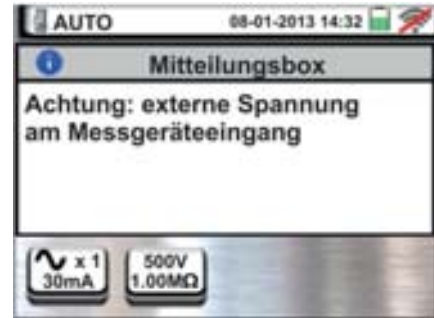 AUTO 08-01-2013 14:32
Mitteilungsbox
Achtung: externe Spannung
am Messgeräteeingang
∿ x 1
30mA
500V
1.00MΩ